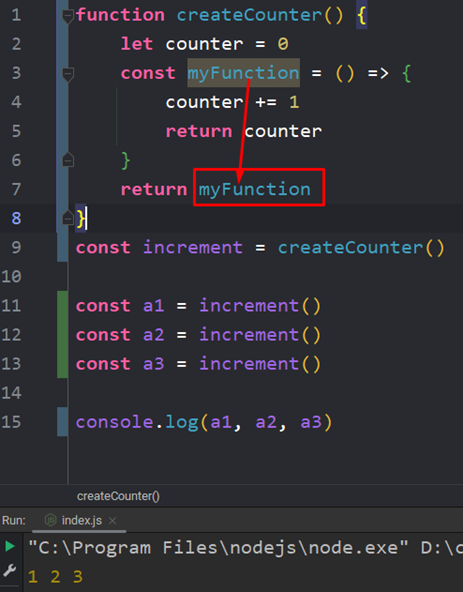 1 function createCounter() {
2 let counter = 0
3 const myFunction = () => {
4 counter += 1
5 return counter
6 }
7 return myFunction
8 }
9 const increment = createCounter()
10
11 const a1 = increment()
12 const a2 = increment()
13 const a3 = increment()
14
15 console.log(a1, a2, a3)
createCounter()
Run: index.js ×
"C:\Program Files\nodejs\node.exe" D:\c
1 2 3